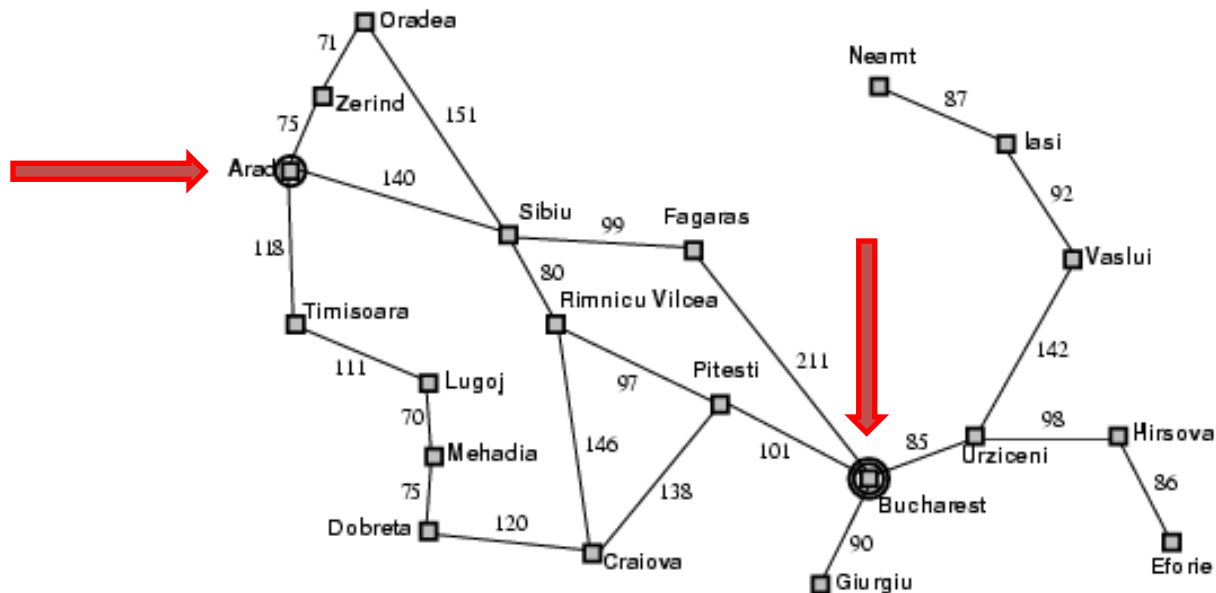 Oradea
71
Neamt
Zerind
87
75
151
Iasi
Arad
140
92
Sibiu
99
Fagaras
118
80
Vaslui
Timisoara
Rimnicu Vilcea
142
111
211
Lugoj
97
Pitesti
70
98
Hirsova
146
101
85
Mehadia
Urziceni
138
86
75
Bucharest
Dobreta
120
90
Craiova
Eforie
Giurgiu